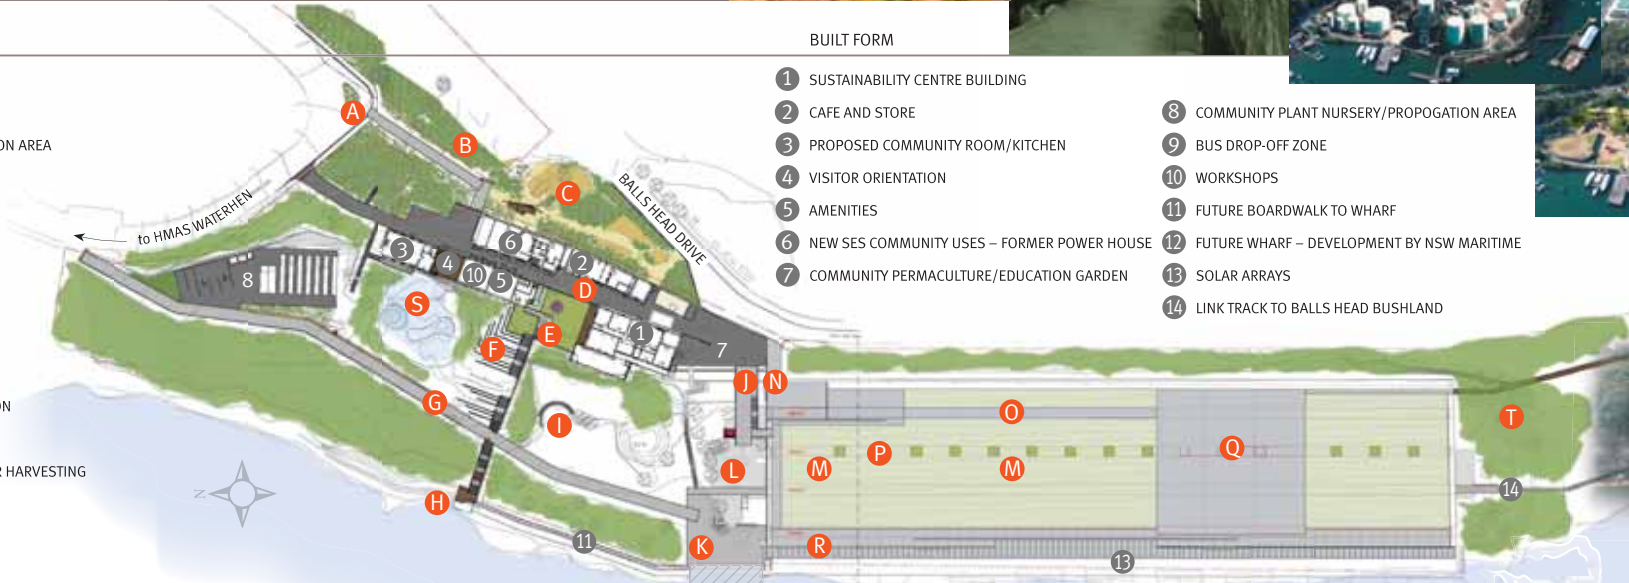 BUILT FORM
1 SUSTAINABILITY CENTRE BUILDING
2 CAFE AND STORE
3 PROPOSED COMMUNITY ROOM/KITCHEN
4 VISITOR ORIENTATION
5 AMENITIES
6 NEW SES COMMUNITY USES – FORMER POWER HOUSE
7 COMMUNITY PERMACULTURE/EDUCATION GARDEN
8 COMMUNITY PLANT NURSERY/PROPOGATION AREA
9 BUS DROP-OFF ZONE
10 WORKSHOPS
11 FUTURE BOARDWALK TO WHARF
12 FUTURE WHARF – DEVELOPMENT BY NSW MARITIME
13 SOLAR ARRAYS
14 LINK TRACK TO BALLS HEAD BUSHLAND
ON AREA
ON
R HARVESTING
to HMAS WATERHEN
BALLS HEAD DRIVE
A
B
C
6
3
4
10
5
2
D
8
S
E
1
F
7
J N
G
I
O
T
P
Q
M
M
L
H
N
14
11
K
R
13